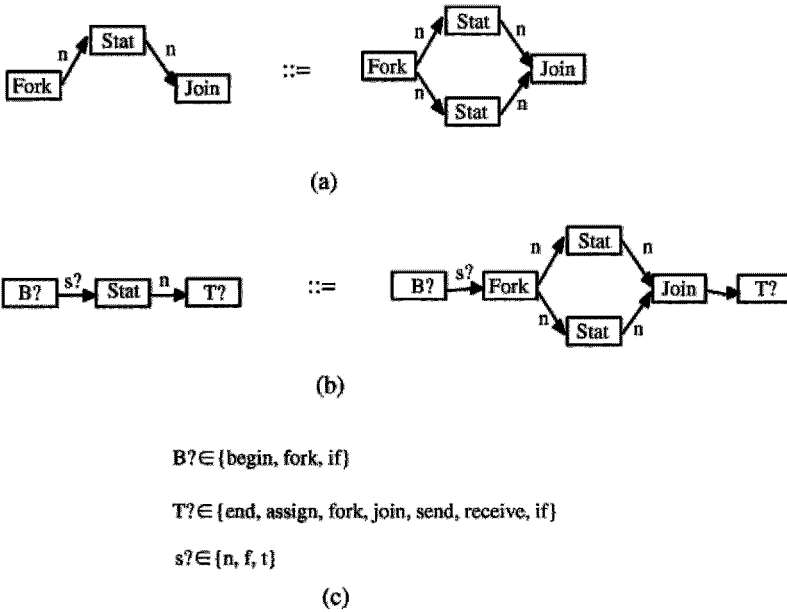 Stat
n
n
Fork
Join
::=
Stat
n
n
Fork
Join
n
n
Stat
(a)
B?
s?
Stat
n
T?
::=
B?
s?
Fork
n
Stat
n
Join
T?
n
Stat
n
(b)
B?∈{begin, fork, if}
T?∈{end, assign, fork, join, send, receive, if}
s?∈{n, f, t}
(c)